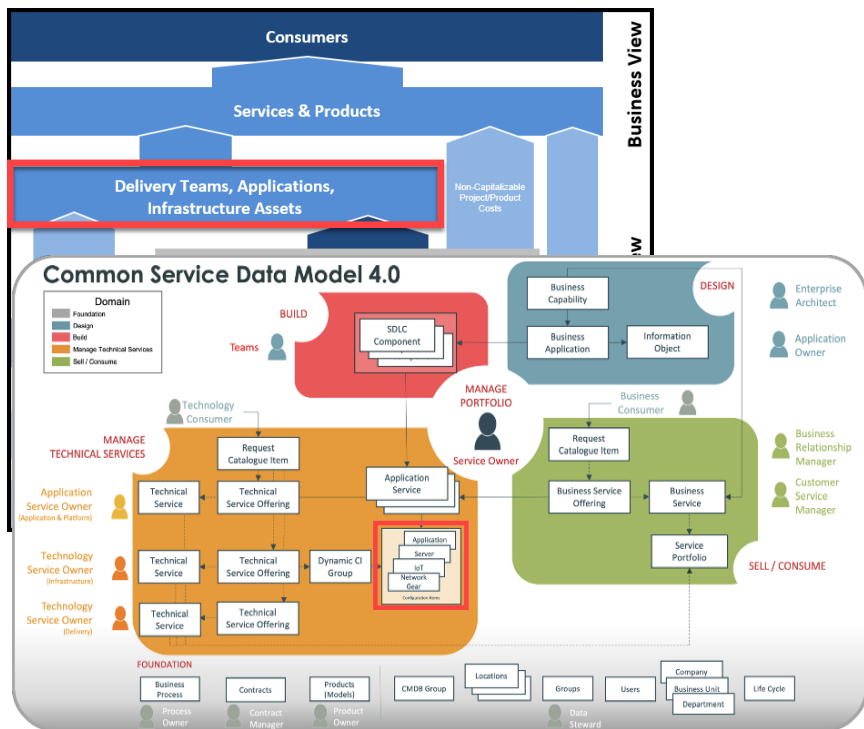 Consumers
Services & Products
Delivery Teams, Applications,
Infrastructure Assets
Non-Capitalizable
Project/Product
Costs
Business View
Common Service Data Model 4.0
Domain
Foundation
Design
Build
Manage Technical Services
Sell / Consume
BUILD
Teams
SDLC
Component
DESIGN
Business
Capability
Business
Application
Information
Object
Enterprise
Architect
Application
Owner
MANAGE
PORTFOLIO
Service Owner
Technology
Consumer
MANAGE
TECHNICAL SERVICES
Request
Catalogue Item
Technical
Service
Technical
Service Offering
Application
Service
Application
Service Owner
(Application & Platform)
Technology
Service Owner
(Infrastructure)
Technical
Service
Technical
Service Offering
Dynamic CI
Group
Application
Server
IoT
Network
Gear
Configuration Items
Technology
Service Owner
(Delivery)
Technical
Service
Technical
Service Offering
Business
Consumer
Request
Catalogue Item
Business Service
Offering
Business
Service
Service
Portfolio
SELL / CONSUME
Business
Relationship
Manager
Customer
Service
Manager
FOUNDATION
Business
Process
Contracts
Products
(Models)
CMDB Group
Locations
Groups
Users
Company
Business Unit
Department
Life Cycle
Process
Owner
Contract
Manager
Product
Owner
Data
Steward